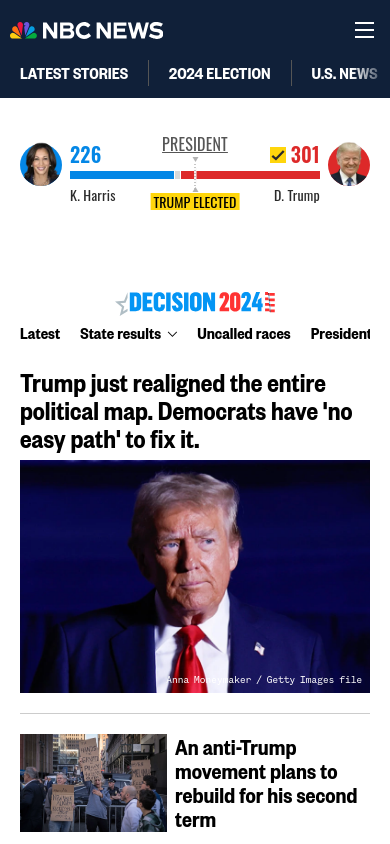 NBC NEWS
LATEST STORIES
2024 ELECTION
U.S. NEWS
PRESIDENT
226
301
K. Harris
D. Trump
TRUMP ELECTED
DECISION 2024
Latest
State results
Uncalled races
President
Trump just realigned the entire
political map. Democrats have 'no
easy path' to fix it.
Anna Moneymaker / Getty Images file
An anti-Trump
movement plans to
rebuild for his second
term